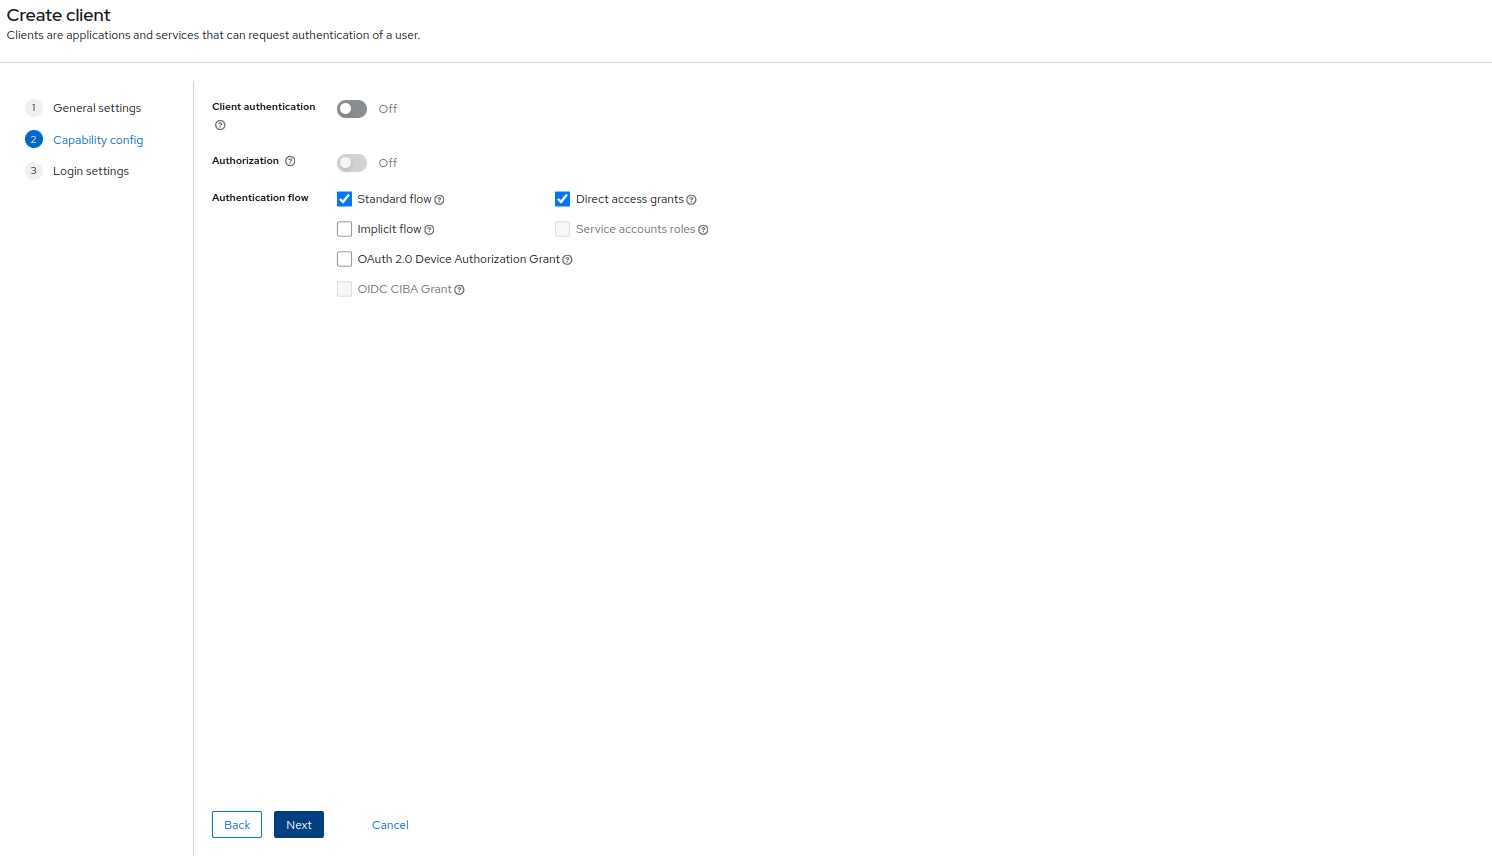 Create client
Clients are applications and services that can request authentication of a user.
1 General settings
2 Capability config
3 Login settings
Client authentication
Off
Authorization
Off
Authentication flow
Standard flow
Direct access grants
Implicit flow
Service accounts roles
OAuth 2.0 Device Authorization Grant
OIDC CIBA Grant
Back
Next
Cancel